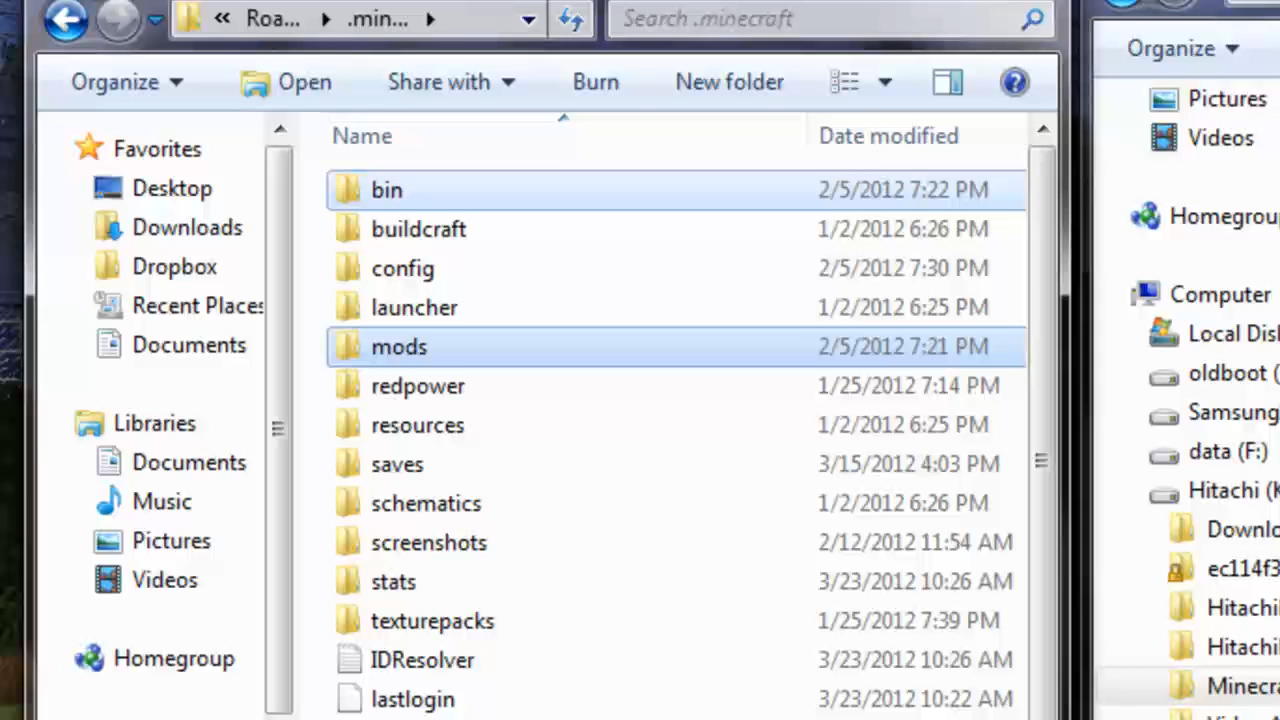 « Roa... ▸ .min... ▸
Search .minecraft
Organize Open Share with Burn New folder
Name Date modified
Favorites
Desktop
Downloads
Dropbox
Recent Places
Documents
Libraries
Documents
Music
Pictures
Videos
Homegroup
bin 2/5/2012 7:22 PM
buildcraft 1/2/2012 6:26 PM
config 2/5/2012 7:30 PM
launcher 1/2/2012 6:25 PM
mods 2/5/2012 7:21 PM
redpower 1/25/2012 7:14 PM
resources 1/2/2012 6:25 PM
saves 3/15/2012 4:03 PM
schematics 1/2/2012 6:26 PM
screenshots 2/12/2012 11:54 AM
stats 3/23/2012 10:26 AM
texturepacks 1/25/2012 7:39 PM
IDResolver 3/23/2012 10:26 AM
lastlogin 3/23/2012 10:22 AM
Organize
Pictures
Videos
Homegroup
Computer
Local Disk
oldboot (
Samsung
data (F:)
Hitachi (K
Downlo
ec114f3
Hitachi
Hitachi
Minecra